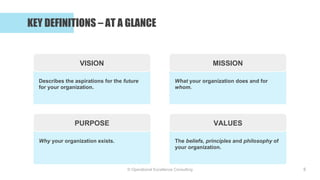 KEY DEFINITIONS – AT A GLANCE
VISION
Describes the aspirations for the future
for your organization.
MISSION
What your organization does and for
whom.
PURPOSE
Why your organization exists.
VALUES
The beliefs, principles and philosophy of
your organization.
© Operational Excellence Consulting
6